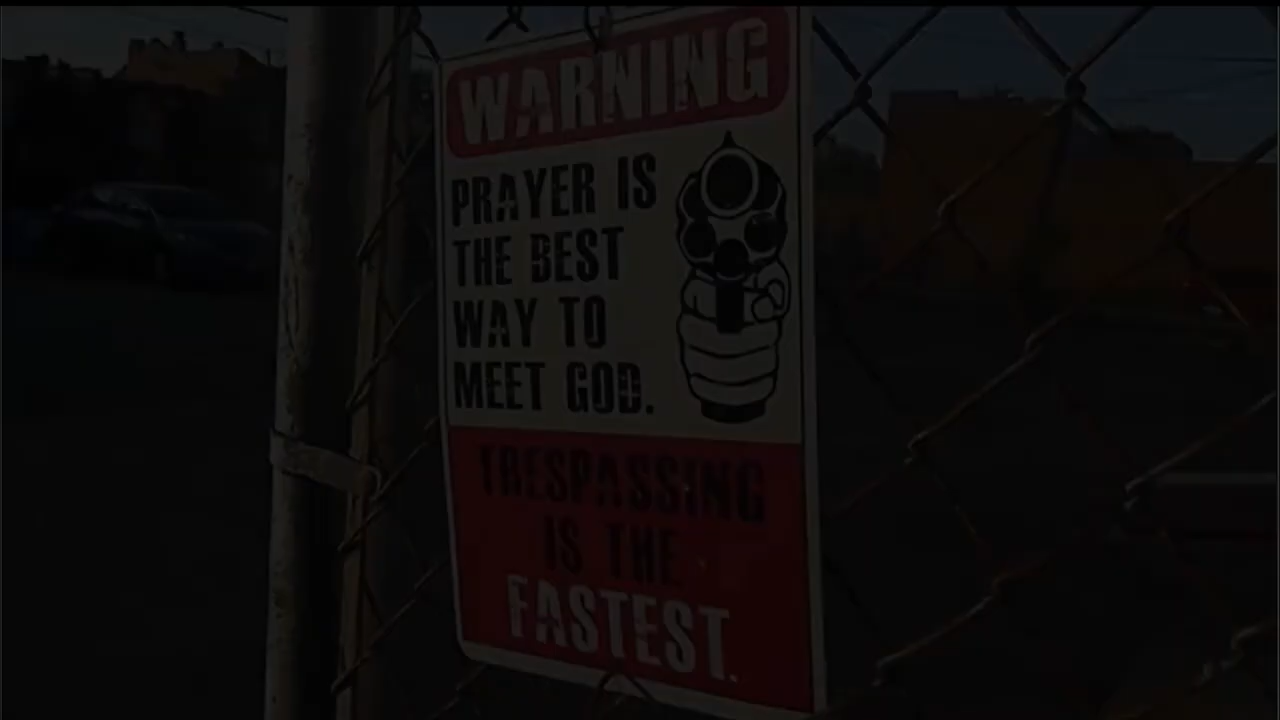 WARNING
PRAYER IS
THE BEST
WAY TO
MEET GOD.
TRESPASSING
IS THE
FASTEST.